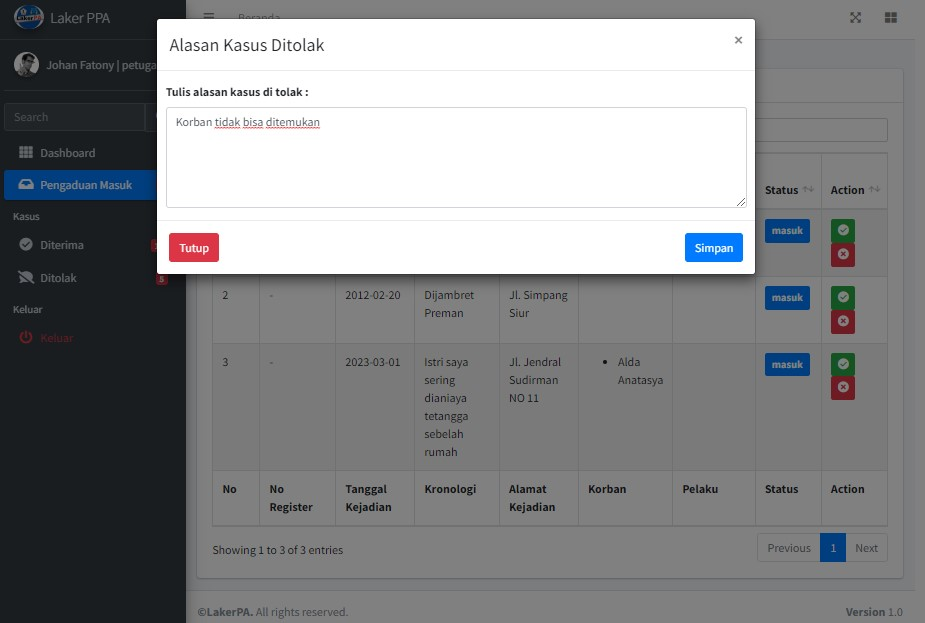 Laker PPA
Beranda
Johan Fatony | petuga
Search
Dashboard
Pengaduan Masuk
Kasus
Diterima
Ditolak 5
Keluar
Keluar
Alasan Kasus Ditolak ×
Tulis alasan kasus di tolak :
Korban tidak bisa ditemukan
Tutup Simpan
Status Action
masuk
2 - 2012-02-20 Dijambret Jl. Simpang masuk
Preman Siur
3 - 2023-03-01 Istri saya Jl. Jendral • Alda masuk
sering Sudirman Anatasya
dianiaya NO 11
tetangga
sebelah
rumah
No No Tanggal Kronologi Alamat Korban Pelaku Status Action
Register Kejadian Kejadian
Showing 1 to 3 of 3 entries Previous 1 Next
©LakerPA. All rights reserved. Version 1.0